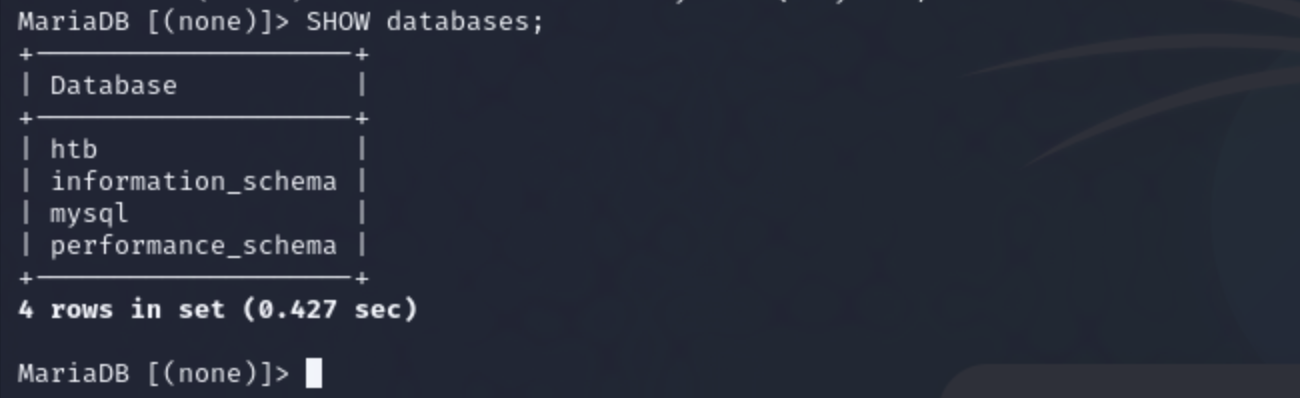 MariaDB [(none)]> SHOW databases;
+--------------------+
| Database           |
+--------------------+
| htb                |
| information_schema |
| mysql              |
| performance_schema |
+--------------------+
4 rows in set (0.427 sec)
MariaDB [(none)]>